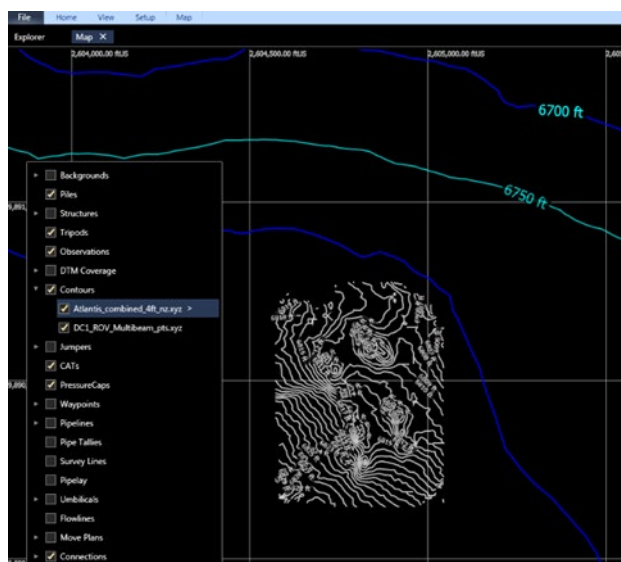 File Home View Setup Map
Explorer Map X
2,604,000.00 ftUS 2,604,500.00 ftUS 2,605,000.00 ftUS
6700 ft
6750 ft
Backgrounds
Piles
Structures
Tripods
Observations
DTM Coverage
Contours
Atlantis_combined_4ft_nz.xyz >
DC1_ROV_Multibeam_pts.xyz
Jumpers
CATs
PressureCaps
Waypoints
Pipelines
Pipe Tallies
Survey Lines
Pipelay
Umbilicals
Flowlines
Move Plans
Connections